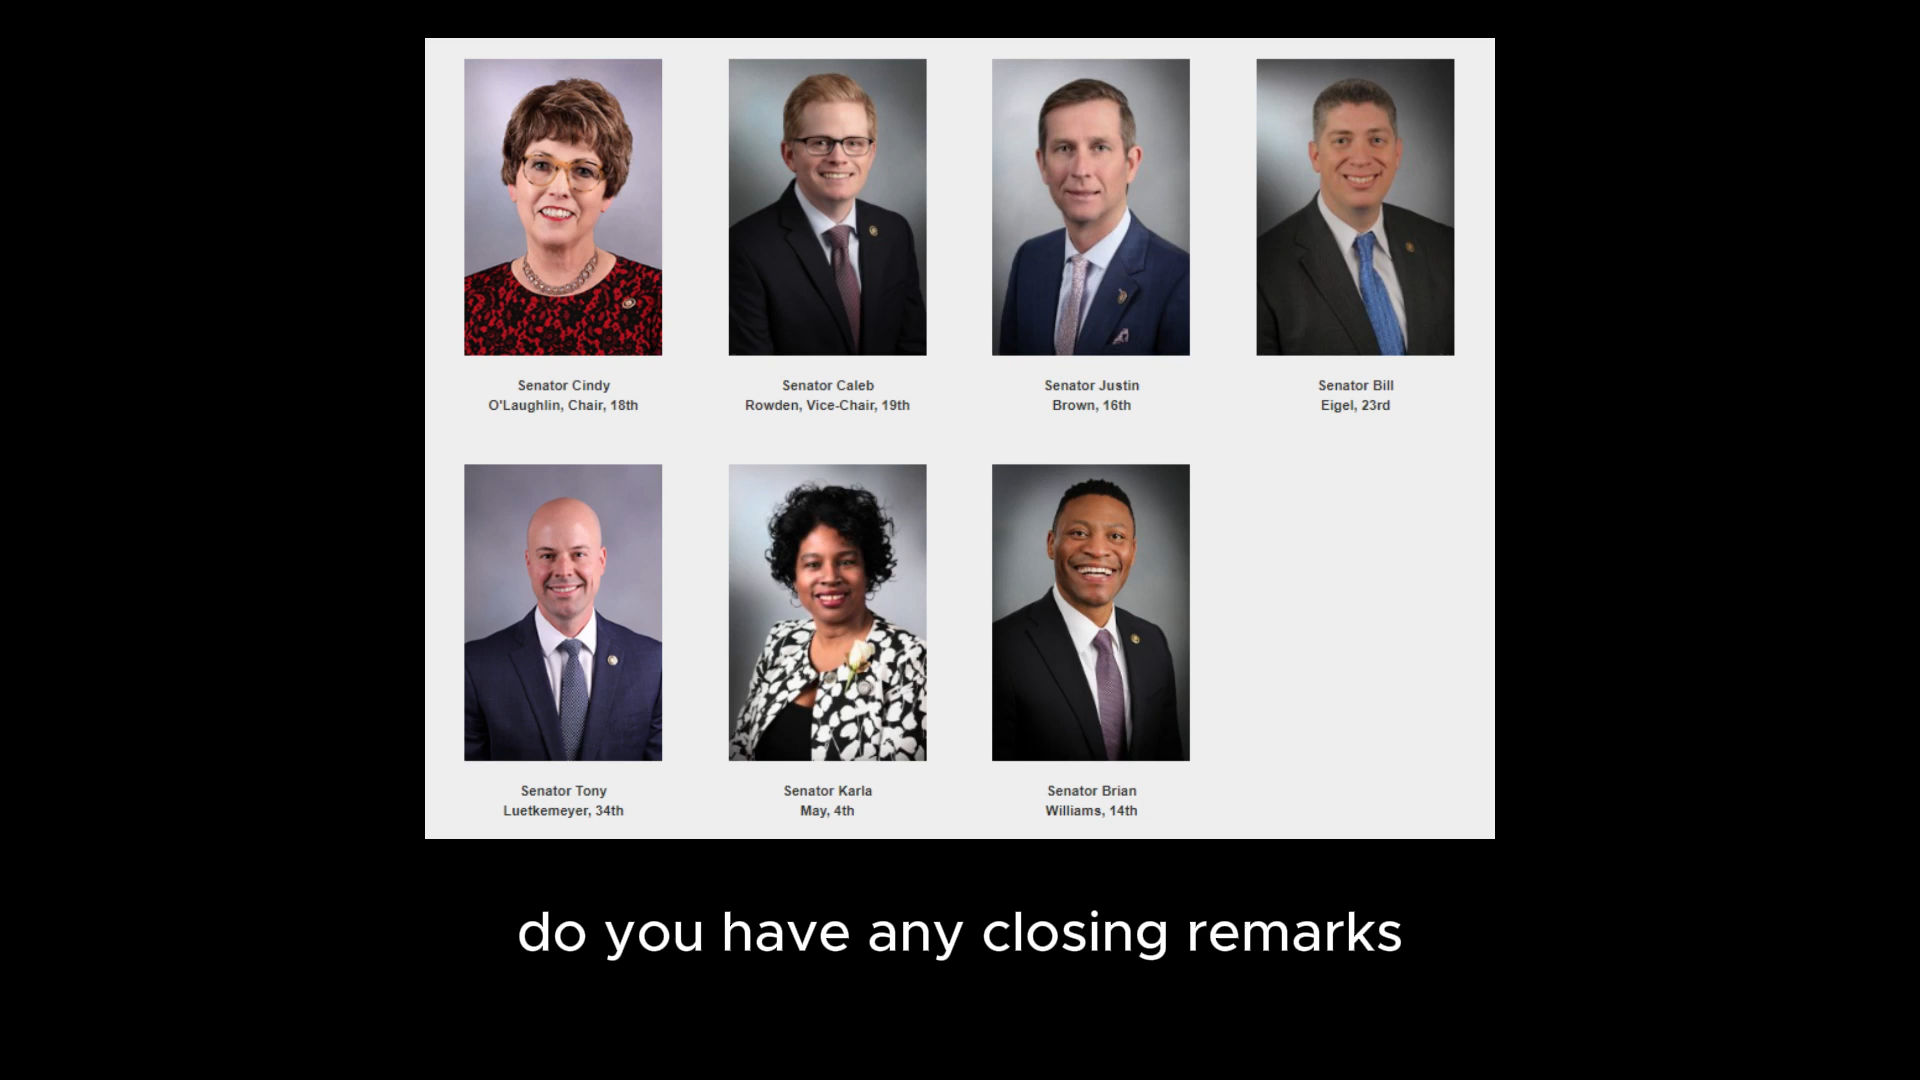 Senator Cindy
O'Laughlin, Chair, 18th
Senator Caleb
Rowden, Vice-Chair, 19th
Senator Justin
Brown, 16th
Senator Bill
Eigel, 23rd
Senator Tony
Luetkemeyer, 34th
Senator Karla
May, 4th
Senator Brian
Williams, 14th
do you have any closing remarks